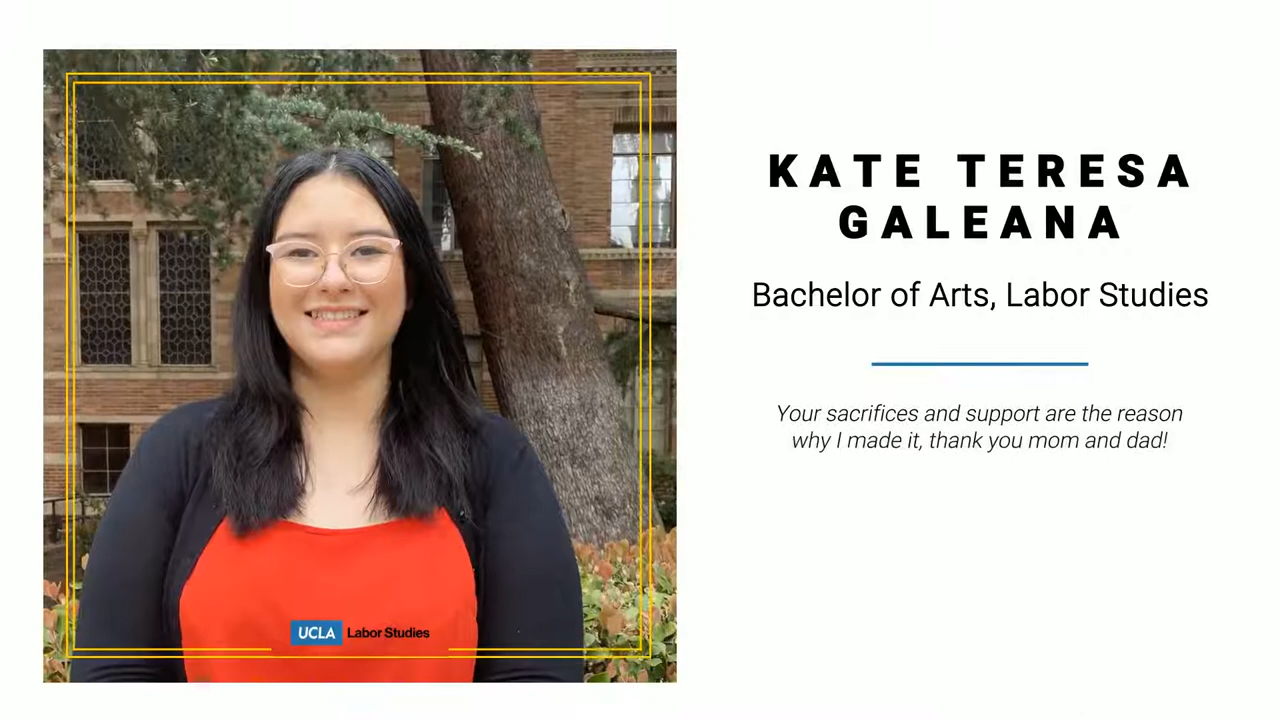 KATE TERESA
GALEANA
Bachelor of Arts, Labor Studies
Your sacrifices and support are the reason
why I made it, thank you mom and dad!
UCLA Labor Studies